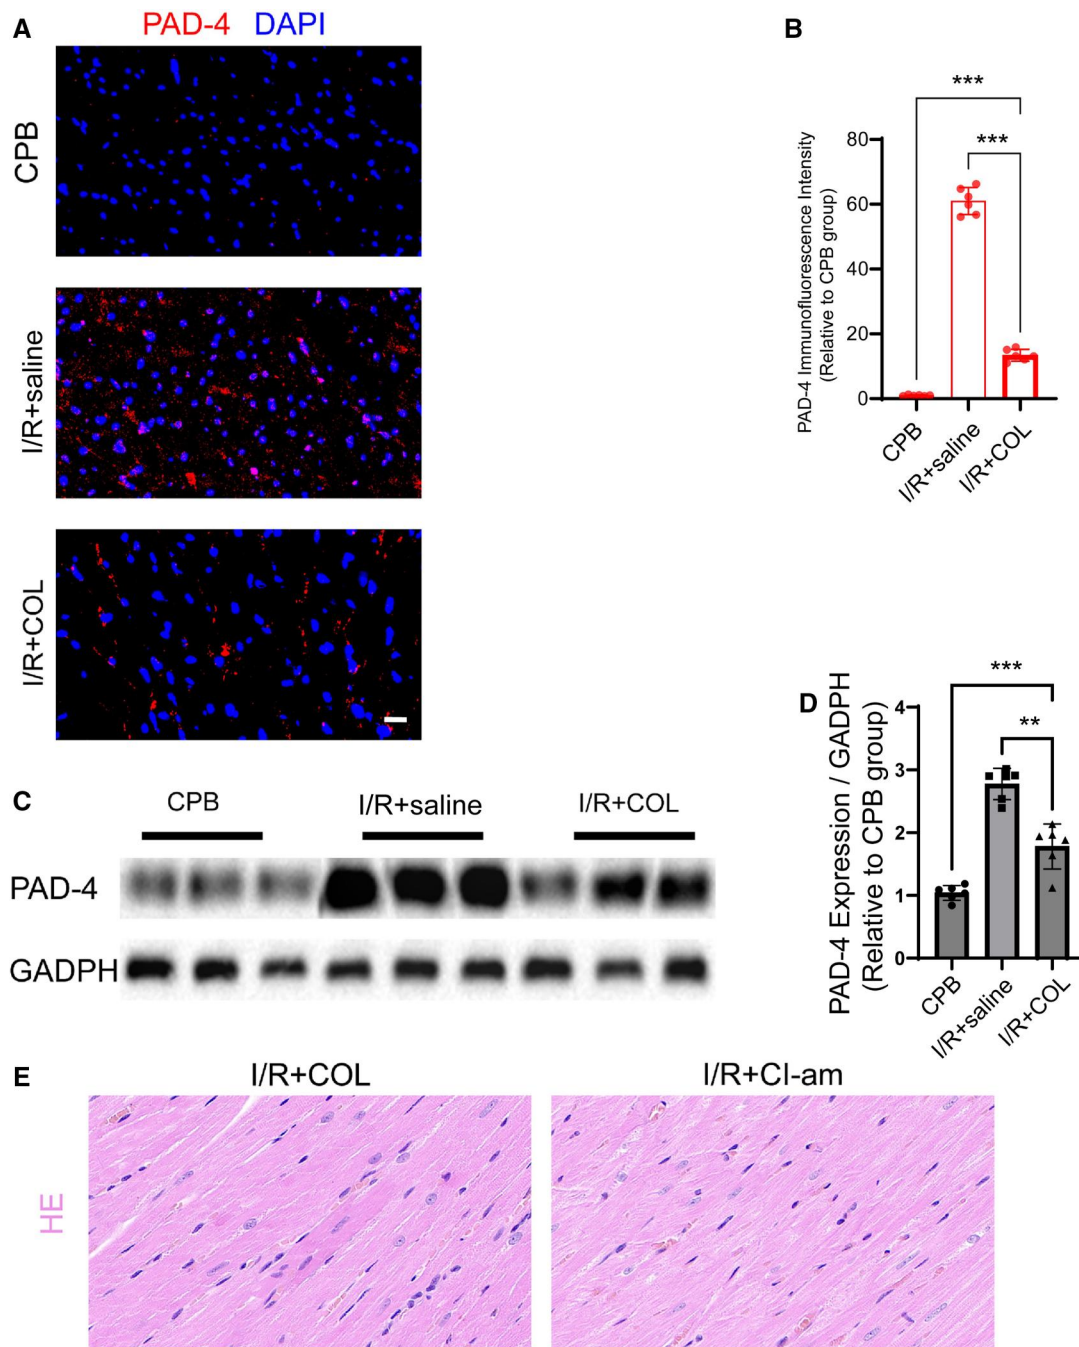 A
PAD-4 DAPI
CPB
I/R+saline
I/R+COL
B
***
***
PAD-4 Immunofluorescence Intensity
(Relative to CPB group)
80
60
40
20
0
CPB
I/R+saline
I/R+COL
C
CPB
I/R+saline
I/R+COL
PAD-4
GADPH
D
***
**
PAD-4 Expression / GADPH
(Relative to CPB group)
4
3
2
1
0
CPB
I/R+saline
I/R+COL
E
I/R+COL
I/R+Cl-am
HE